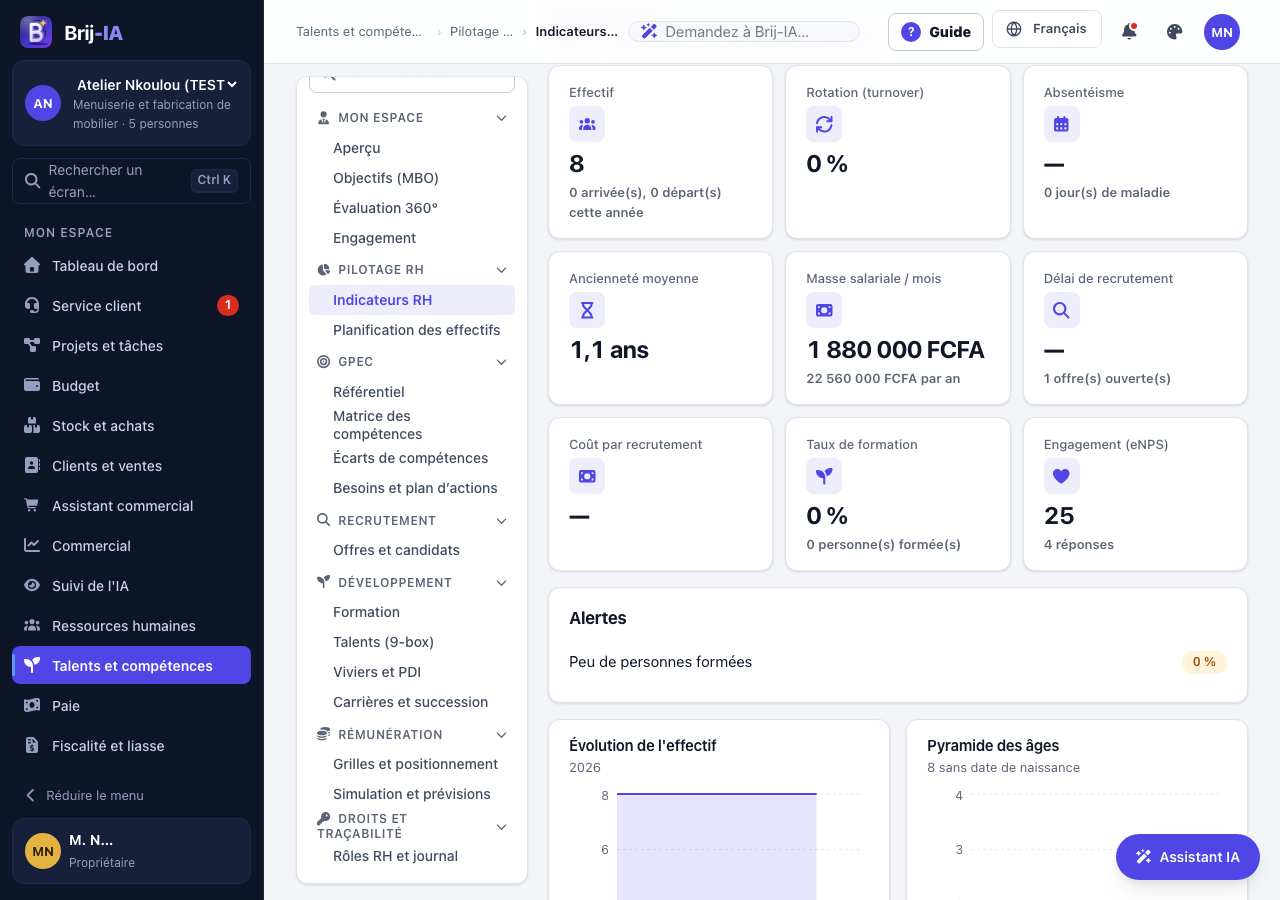 Brij-IA
AN
Atelier Nkoulou (TEST
Menuiserie et fabrication de
mobilier · 5 personnes
Rechercher un
écran...
Ctrl K
MON ESPACE
Tableau de bord
Service client
1
Projets et tâches
Budget
Stock et achats
Clients et ventes
Assistant commercial
Commercial
Suivi de l'IA
Ressources humaines
Talents et compétences
Paie
Fiscalité et liasse
Réduire le menu
MN
M. N...
Propriétaire
Talents et compéte... › Pilotage ... › Indicateurs...
Demandez à Brij-IA...
? Guide
Français
MN
MON ESPACE
Aperçu
Objectifs (MBO)
Évaluation 360°
Engagement
PILOTAGE RH
Indicateurs RH
Planification des effectifs
GPEC
Référentiel
Matrice des
compétences
Écarts de compétences
Besoins et plan d’actions
RECRUTEMENT
Offres et candidats
DÉVELOPPEMENT
Formation
Talents (9-box)
Viviers et PDI
Carrières et succession
RÉMUNÉRATION
Grilles et positionnement
Simulation et prévisions
DROITS ET
TRAÇABILITÉ
Rôles RH et journal
Effectif
8
0 arrivée(s), 0 départ(s)
cette année
Rotation (turnover)
0 %
Absentéisme
—
0 jour(s) de maladie
Ancienneté moyenne
1,1 ans
Masse salariale / mois
1 880 000 FCFA
22 560 000 FCFA par an
Délai de recrutement
—
1 offre(s) ouverte(s)
Coût par recrutement
—
Taux de formation
0 %
0 personne(s) formée(s)
Engagement (eNPS)
25
4 réponses
Alertes
Peu de personnes formées
0 %
Évolution de l'effectif
2026
8
6
Pyramide des âges
8 sans date de naissance
4
3
Assistant IA